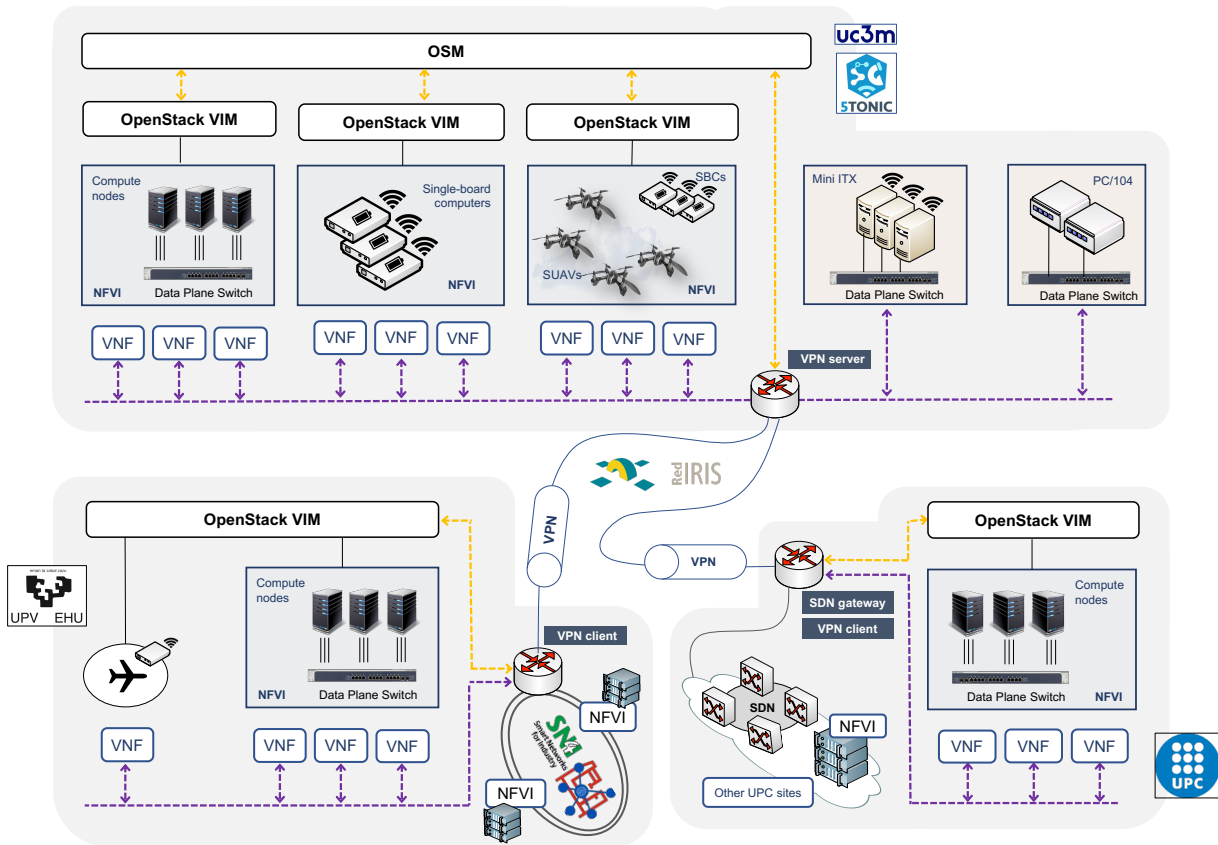 OSM
uc3m
5TONIC
OpenStack VIM
OpenStack VIM
OpenStack VIM
Compute
nodes
NFVI
Data Plane Switch
Single-board
computers
NFVI
SBCs
SUAVs
NFVI
Mini ITX
Data Plane Switch
PC/104
Data Plane Switch
VNF
VNF
VNF
VNF
VNF
VNF
VNF
VNF
VNF
VPN server
Red
IRIS
VPN
VPN
OpenStack VIM
UPV EHU
Compute
nodes
NFVI
Data Plane Switch
VPN client
NFVI
SN4I
Smart Networks
for Industry
NFVI
VNF
VNF
VNF
VNF
OpenStack VIM
SDN gateway
VPN client
Compute
nodes
Data Plane Switch
NFVI
SDN
NFVI
Other UPC sites
VNF
VNF
VNF
UPC